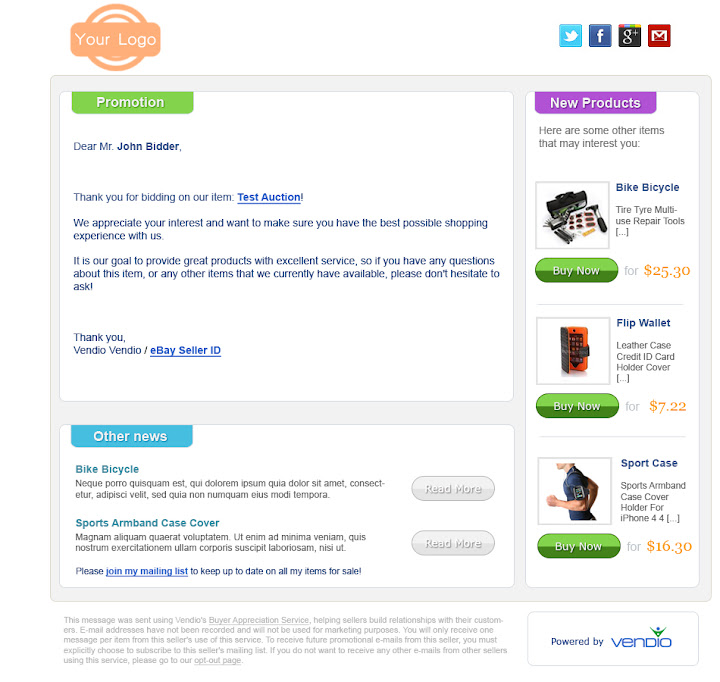 Your Logo
Promotion
Dear Mr. John Bidder,
Thank you for bidding on our item: Test Auction!
We appreciate your interest and want to make sure you have the best possible shopping
experience with us.
It is our goal to provide great products with excellent service, so if you have any questions
about this item, or any other items that we currently have available, please don't hesitate to
ask!
Thank you,
Vendio Vendio / eBay Seller ID
Other news
Bike Bicycle
Neque porro quisquam est, qui dolorem ipsum quia dolor sit amet, consect-
etur, adipisci velit, sed quia non numquam eius modi tempora.
Read More
Sports Armband Case Cover
Magnam aliquam quaerat voluptatem. Ut enim ad minima veniam, quis
nostrum exercitationem ullam corporis suscipit laboriosam, nisi ut.
Read More
Please join my mailing list to keep up to date on all my items for sale!
New Products
Here are some other items
that may interest you:
Bike Bicycle
Tire Tyre Multi-
use Repair Tools
[...]
Buy Now for $25.30
Flip Wallet
Leather Case
Credit ID Card
Holder Cover
[...]
Buy Now for $7.22
Sport Case
Sports Armband
Case Cover
Holder For
iPhone 4 4 [...]
Buy Now for $16.30
This message was sent using Vendio's Buyer Appreciation Service, helping sellers build relationships with their custom-
ers. E-mail addresses have not been recorded and will not be used for marketing purposes. You will only receive one
message per item from this seller's use of this service. To receive future promotional e-mails from this seller, you must
explicitly choose to subscribe to this seller's mailing list. If you do not want to receive any other e-mails from other sellers
using this service, please go to our opt-out page.
Powered by vendio